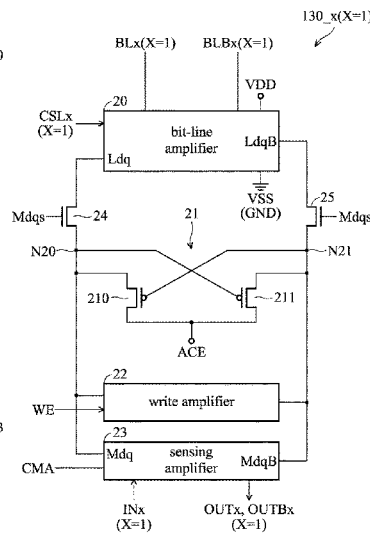 130_x(X=1)
BLx(X=1) BLBx(X=1)
VDD
20
CSLx
(X=1)
bit-line
amplifier
LdqB
Ldq
VSS
(GND)
25
Mdqs
24
Mdqs
21
N20
N21
210
211
ACE
22
WE
write amplifier
23
Mdq
sensing
amplifier
MdqB
CMA
INx
(X=1)
OUTx, OUTBx
(X=1)